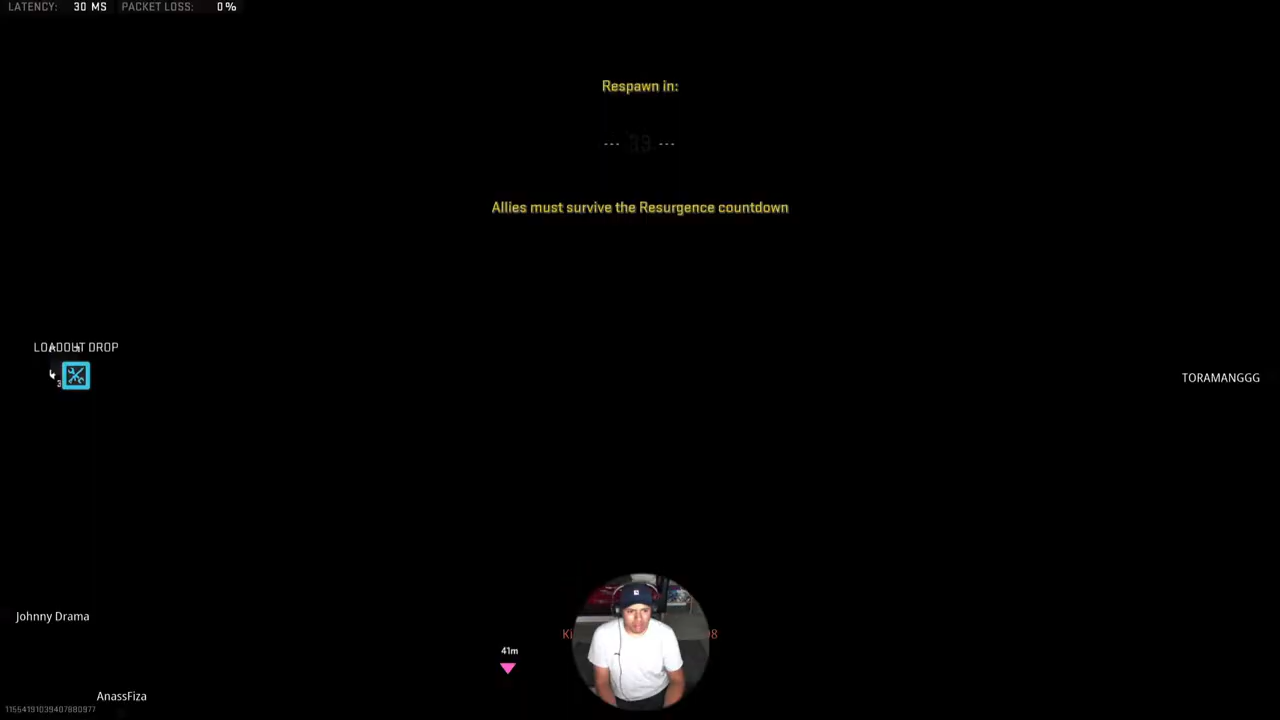 LATENCY: 30 MS PACKET LOSS: 0%
Respawn in:
Allies must survive the Resurgence countdown
LOADOUT DROP
TORAMANGGG
Johnny Drama
41m
AnassFiza